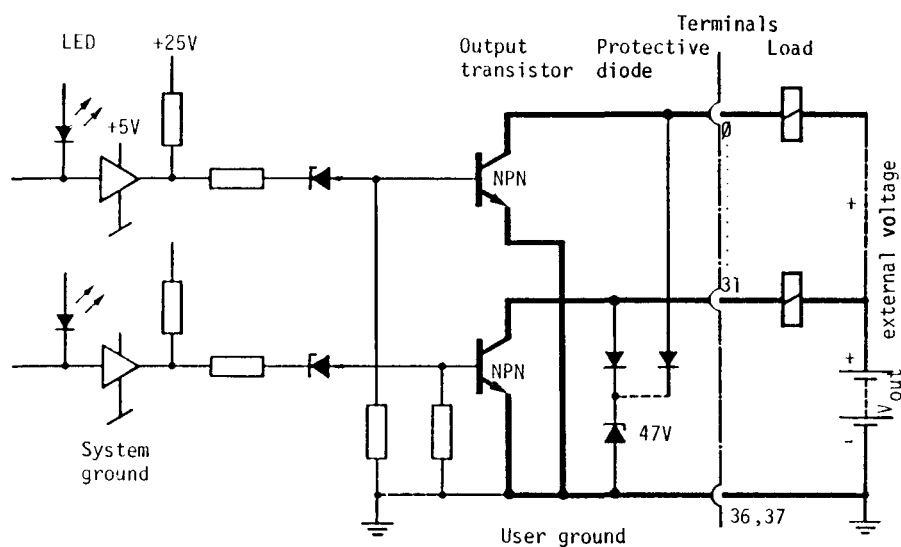 Terminals
LED
+25V
Output
transistor
Protective
diode
Load
+5V
Ø
NPN
+
external voltage
31
NPN
+
V out
-
47V
System
ground
User ground
36,37